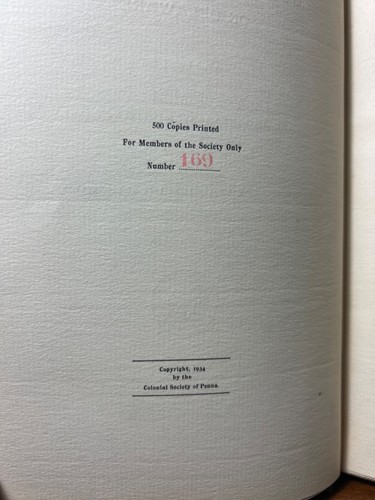 500 Copies Printed
For Members of the Society Only
Number 169
Copyright, 1934
by the
Colonial Society of Penna.